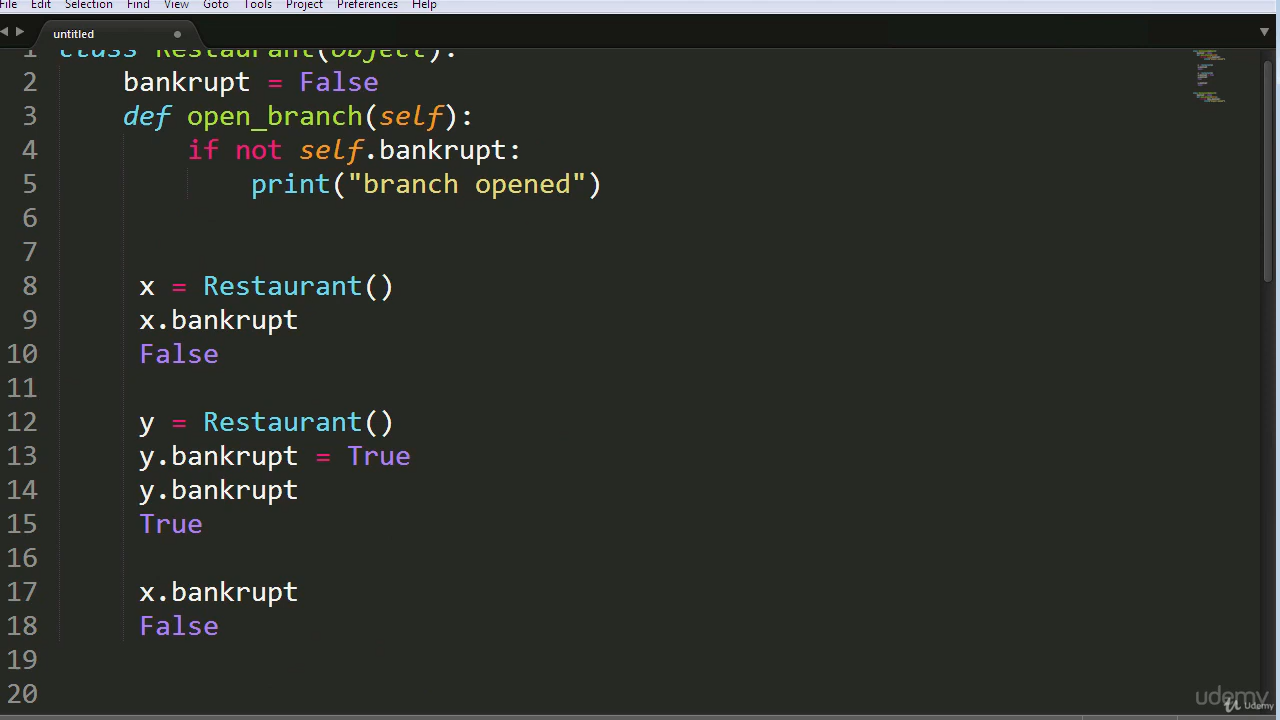 File Edit Selection Find View Goto Tools Project Preferences Help
untitled
1 class Restaurant(object):
2 bankrupt = False
3 def open_branch(self):
4 if not self.bankrupt:
5 print("branch opened")
6
7
8 x = Restaurant()
9 x.bankrupt
10 False
11
12 y = Restaurant()
13 y.bankrupt = True
14 y.bankrupt
15 True
16
17 x.bankrupt
18 False
19
20
udemy
Udemy